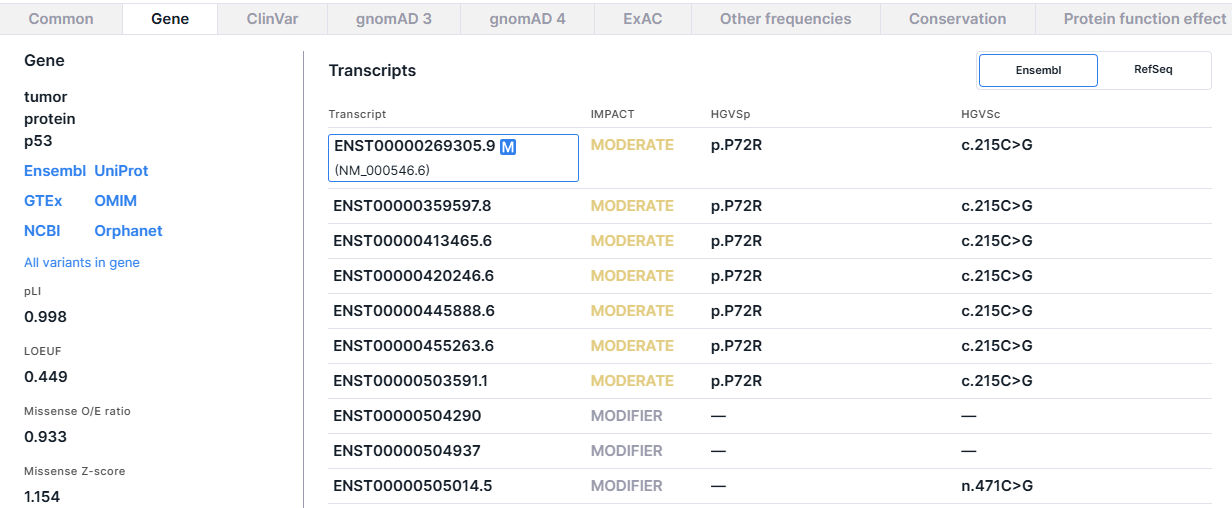 Common Gene ClinVar gnomAD 3 gnomAD 4 ExAC Other frequencies Conservation Protein function effect
Gene
tumor
protein
p53
Ensembl UniProt
GTEx OMIM
NCBI Orphanet
All variants in gene
pLI
0.998
LOEUF
0.449
Missense O/E ratio
0.933
Missense Z-score
1.154
Transcripts
Ensembl RefSeq
Transcript IMPACT HGVSp HGVSc
ENST00000269305.9 M MODERATE p.P72R c.215C>G
(NM_000546.6)
ENST00000359597.8 MODERATE p.P72R c.215C>G
ENST00000413465.6 MODERATE p.P72R c.215C>G
ENST00000420246.6 MODERATE p.P72R c.215C>G
ENST00000445888.6 MODERATE p.P72R c.215C>G
ENST00000455263.6 MODERATE p.P72R c.215C>G
ENST00000503591.1 MODERATE p.P72R c.215C>G
ENST00000504290 MODIFIER — —
ENST00000504937 MODIFIER — —
ENST00000505014.5 MODIFIER — n.471C>G